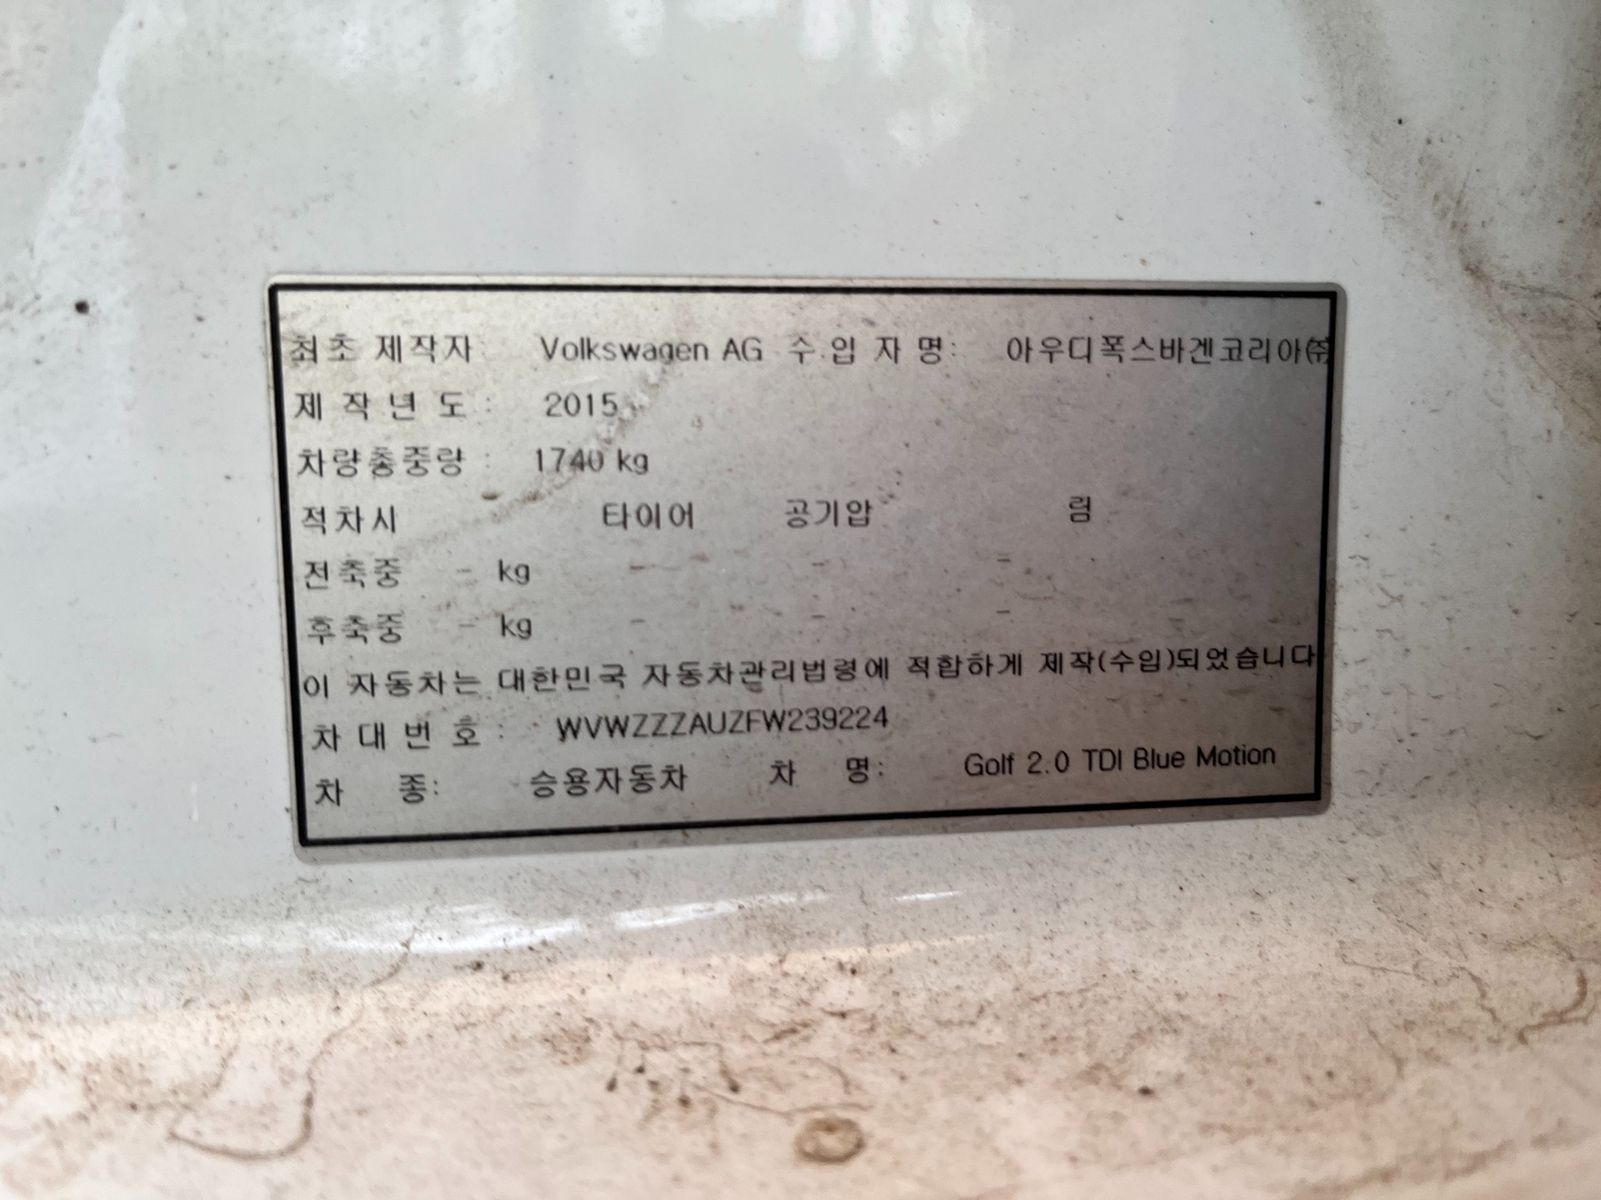 최초 제작자 Volkswagen AG 수 입 자 명: 아우디폭스바겐코리아㈜
제 작 년 도 : 2015
차량총중량 : 1740 kg
적차시 타이어 공기압 림
전축중 - kg - - -
후축중 - kg - - -
이 자동차는 대한민국 자동차관리법령에 적합하게 제작(수입)되었습니다
차 대 번 호 : WVWZZZAUZFW239224
차 종: 승용자동차 차 명: Golf 2.0 TDI Blue Motion